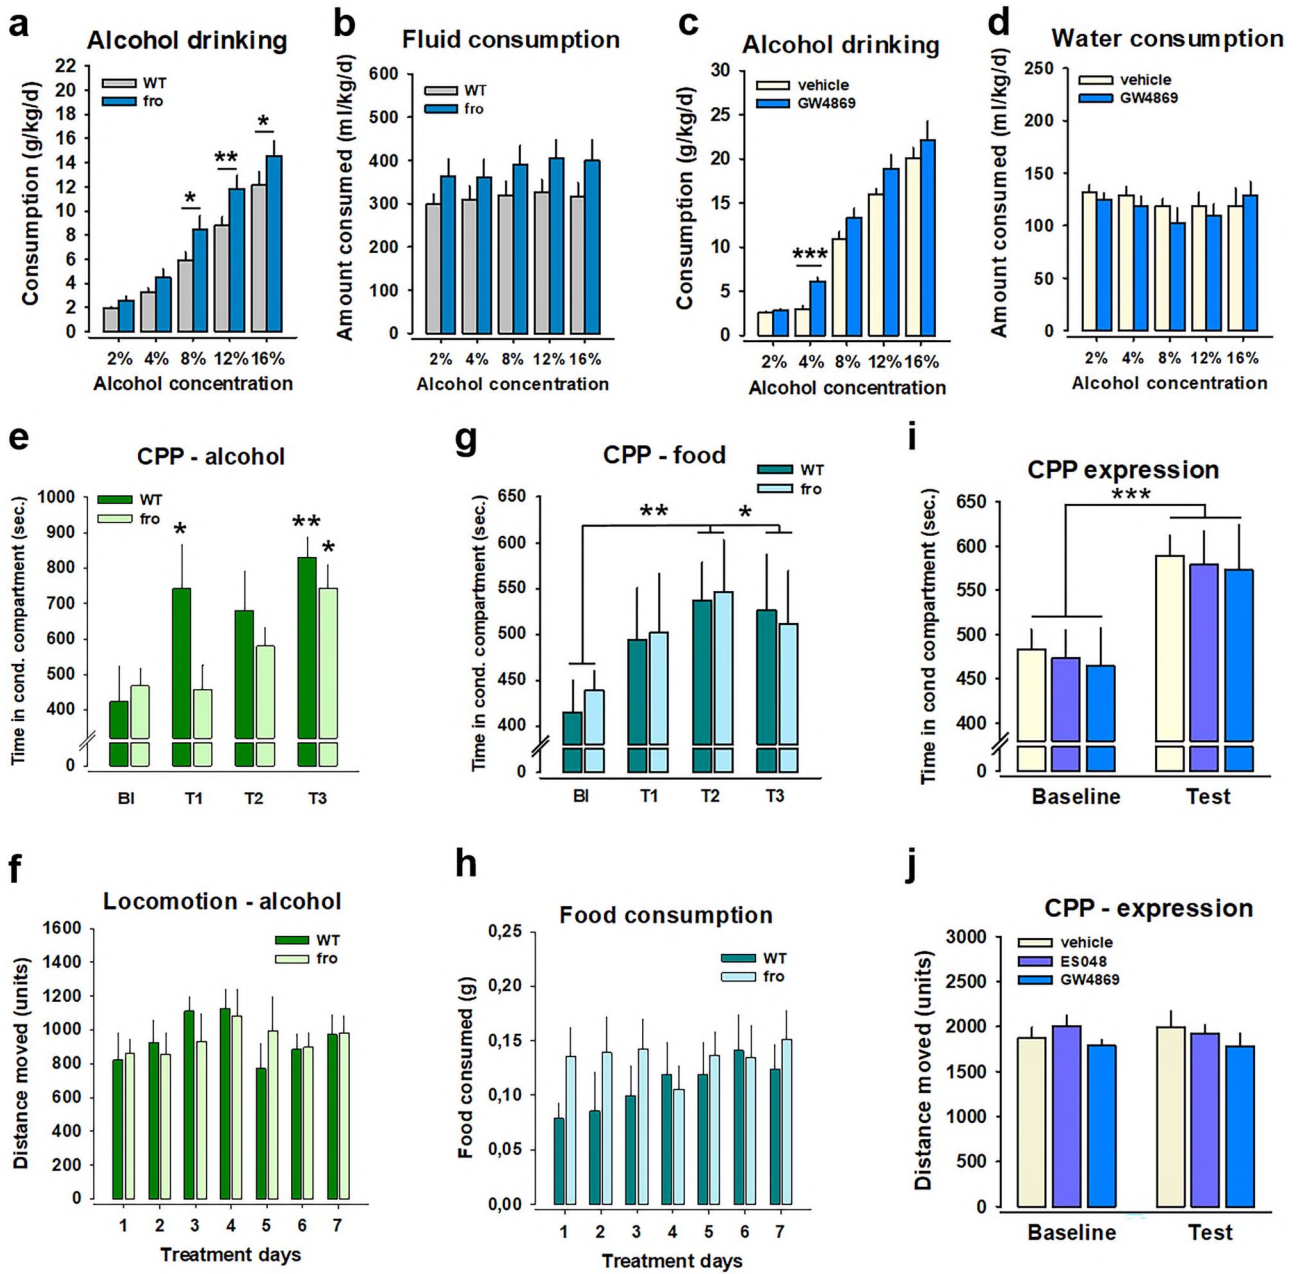 a
Alcohol drinking
Consumption (g/kg/d)
22
20
18
16
14
12
10
8
6
4
2
0
WT
fro
*
**
*
2% 4% 8% 12% 16%
Alcohol concentration
b
Fluid consumption
Amount consumed (ml/kg/d)
600
500
400
300
200
100
0
WT
fro
2% 4% 8% 12% 16%
Alcohol concentration
c
Alcohol drinking
Consumption (g/kg/d)
30
25
20
15
10
5
0
vehicle
GW4869
***
2% 4% 8% 12% 16%
Alcohol concentration
d
Water consumption
Amount consumed (ml/kg/d)
250
200
150
100
50
0
vehicle
GW4869
2% 4% 8% 12% 16%
Alcohol concentration
e
CPP - alcohol
Time in cond. compartment (sec.)
1000
900
800
700
600
500
400
0
WT
fro
*
**
*
BI T1 T2 T3
g
CPP - food
Time in cond. compartment (sec.)
650
600
550
500
450
400
0
WT
fro
**
*
BI T1 T2 T3
i
CPP expression
Time in cond compartment (sec.)
650
600
550
500
450
400
0
***
Baseline Test
f
Locomotion - alcohol
Distance moved (units)
1600
1400
1200
1000
800
600
400
200
0
WT
fro
1 2 3 4 5 6 7
Treatment days
h
Food consumption
Food consumed (g)
0,25
0,20
0,15
0,10
0,05
0,00
WT
fro
1 2 3 4 5 6 7
Treatment days
j
CPP - expression
Distance moved (units)
3000
2500
2000
1500
1000
500
0
vehicle
ES048
GW4869
Baseline Test